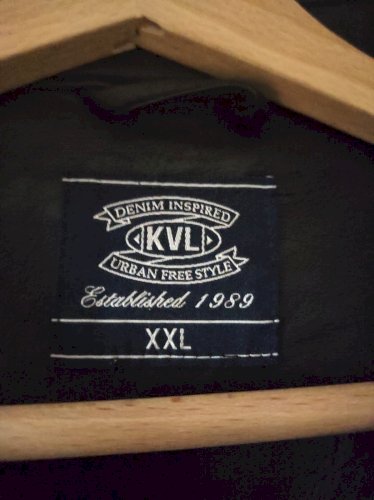 DENIM INSPIRED
KVL
URBAN FREE STYLE
Established 1989
XXL